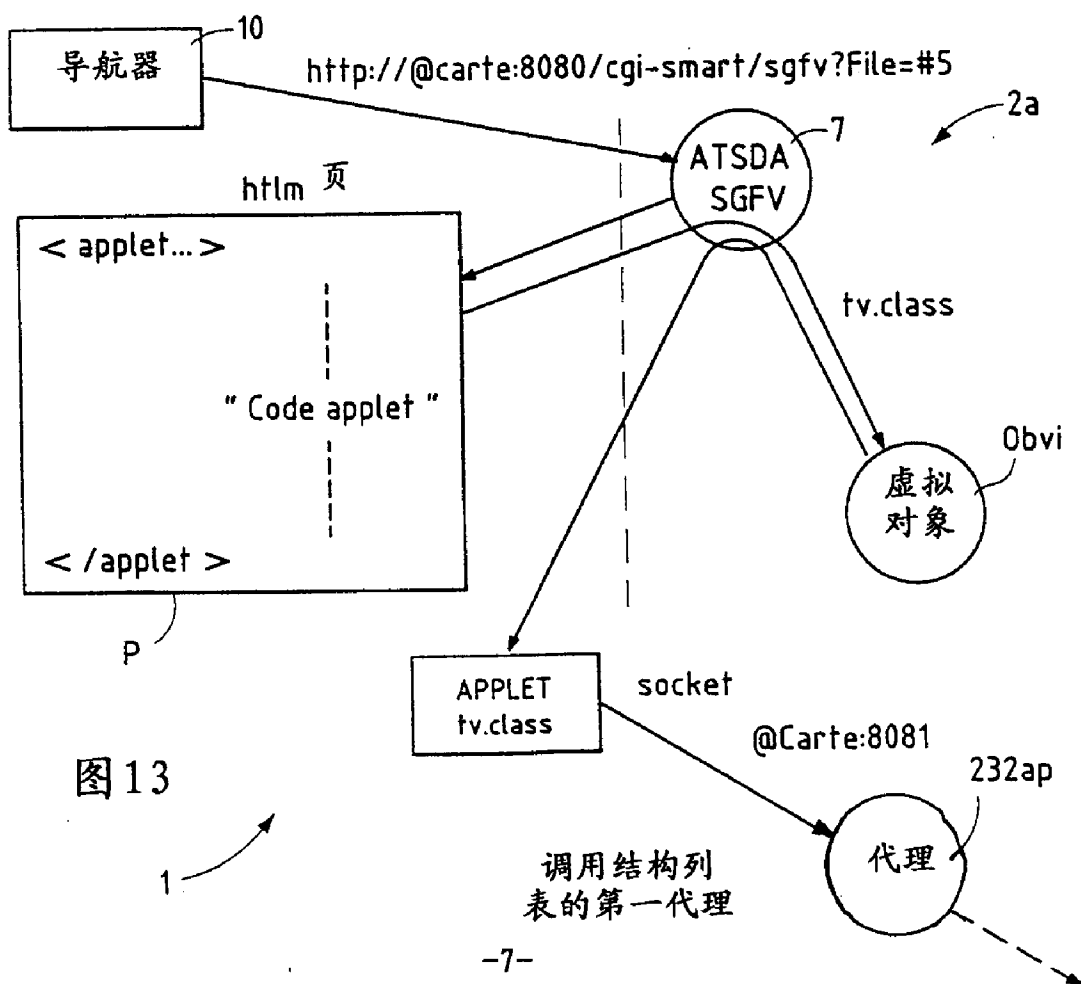 10
导航器
http://@carte:8080/cgi-smart/sgfv?File=#5
2a
7
ATSDA
SGFV
htlm 页
< applet... >
tv.class
" Code applet "
Obvi
虚拟
对象
< /applet >
P
APPLET
tv.class
socket
@Carte:8081
图13
232ap
代理
1
调用结构列
表的第一代理
-7-